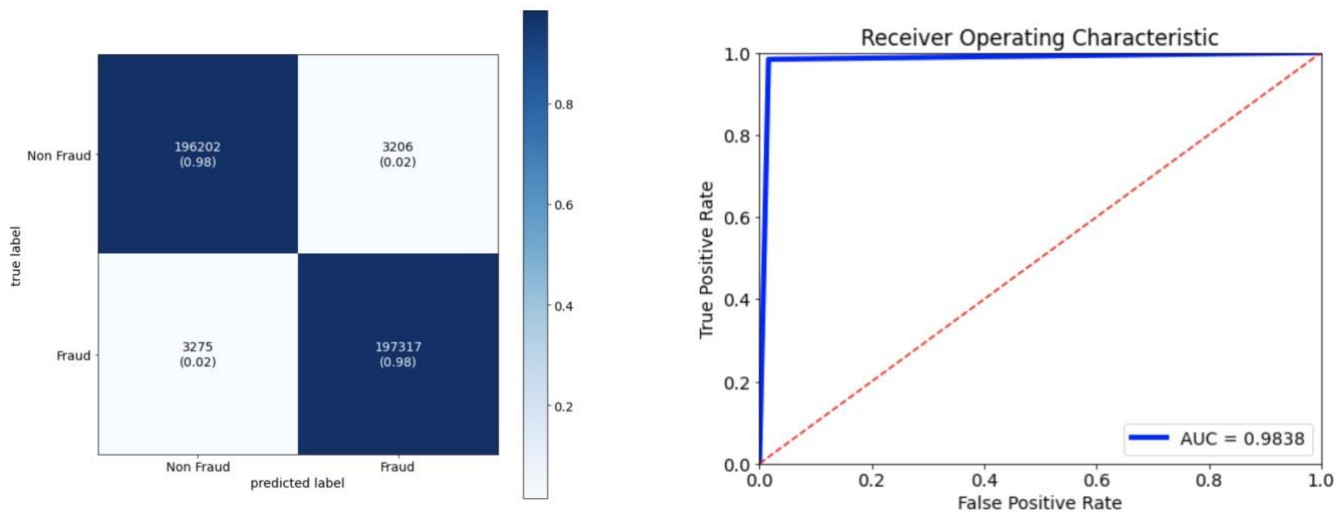 196202
(0.98)
3206
(0.02)
3275
(0.02)
197317
(0.98)
Non Fraud
Fraud
true label
Non Fraud
Fraud
predicted label
0.8
0.6
0.4
0.2
Receiver Operating Characteristic
1.0
0.8
0.6
0.4
0.2
0.0
True Positive Rate
AUC = 0.9838
0.0
0.2
0.4
0.6
0.8
1.0
False Positive Rate